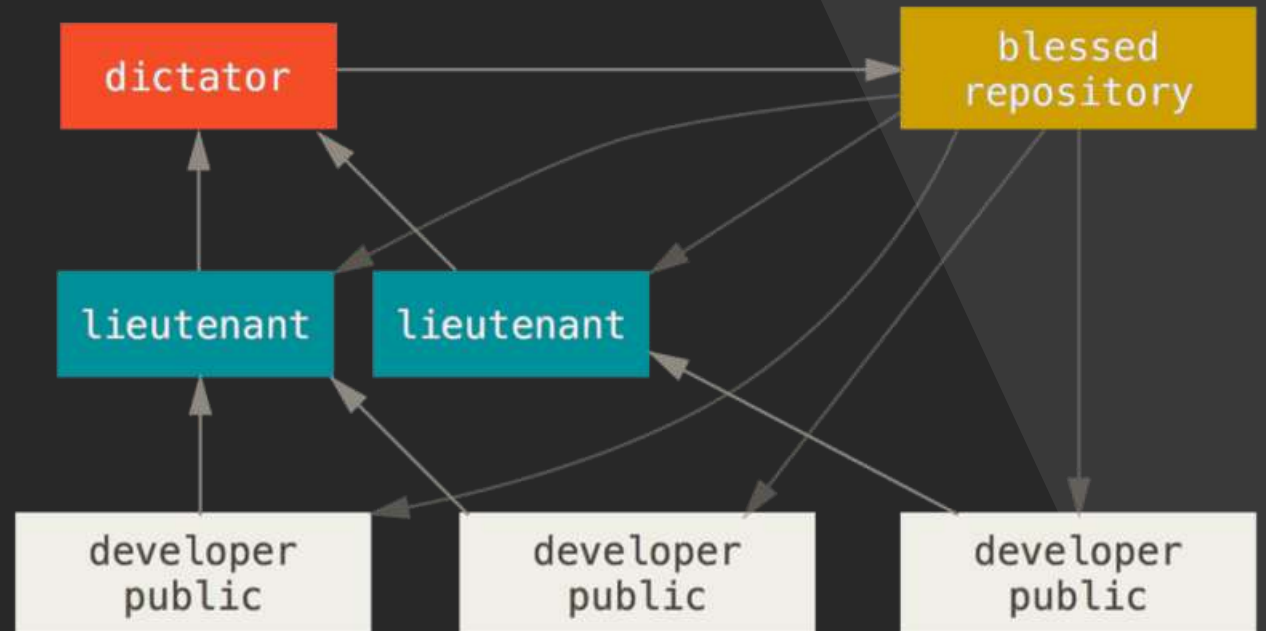 dictator
blessed
repository
lieutenant
lieutenant
developer
public
developer
public
developer
public